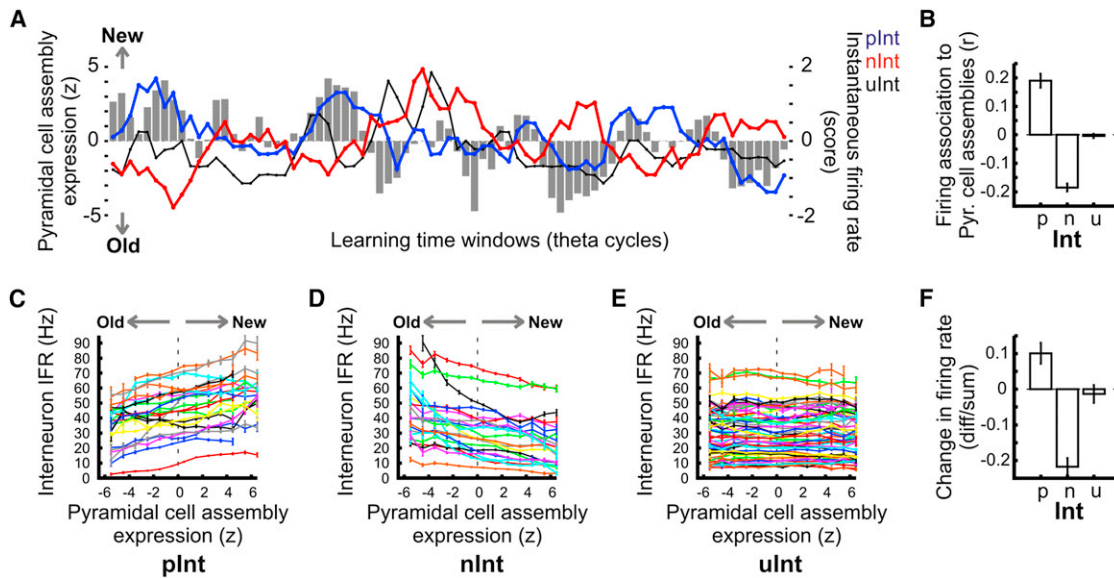 A
New
Old
Pyramidal cell assembly
expression (z)
5
0
-5
Learning time windows (theta cycles)
2
0
-2
Instantaneous firing rate
(score)
pInt
nInt
uInt
B
Firing association to
Pyr. cell assemblies (r)
0.2
0.1
0
-0.1
-0.2
p n u
Int
C
Old New
Interneuron IFR (Hz)
90
80
70
60
50
40
30
20
10
0
-6 -4 -2 0 2 4 6
Pyramidal cell assembly
expression (z)
pInt
D
Old New
Interneuron IFR (Hz)
90
80
70
60
50
40
30
20
10
0
-6 -4 -2 0 2 4 6
Pyramidal cell assembly
expression (z)
nInt
E
Old New
Interneuron IFR (Hz)
90
80
70
60
50
40
30
20
10
0
-6 -4 -2 0 2 4 6
Pyramidal cell assembly
expression (z)
uInt
F
Change in firing rate
(diff/sum)
0.1
0
-0.1
-0.2
p n u
Int